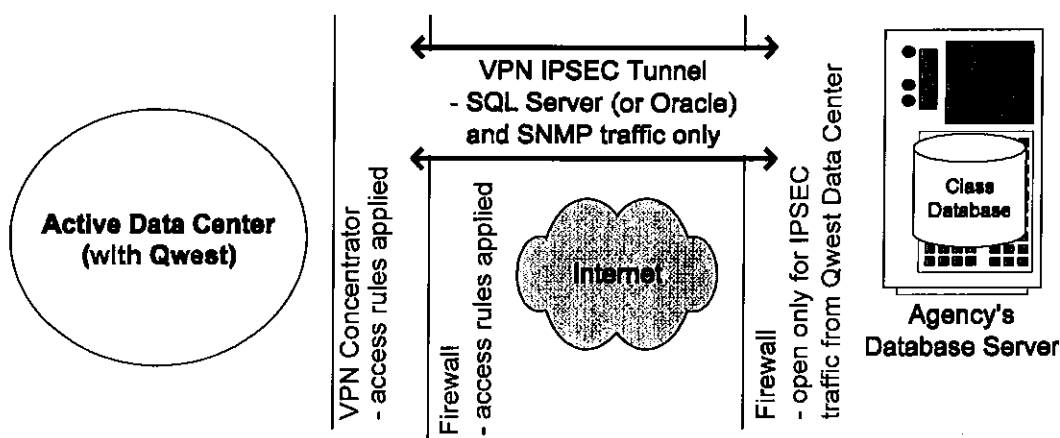 Active Data Center
(with Qwest)
VPN Concentrator
- access rules applied
Firewall
- access rules applied
VPN IPSEC Tunnel
- SQL Server (or Oracle)
and SNMP traffic only
Internet
Firewall
- open only for IPSEC
traffic from Qwest Data Center
Class
Database
Agency's
Database Server